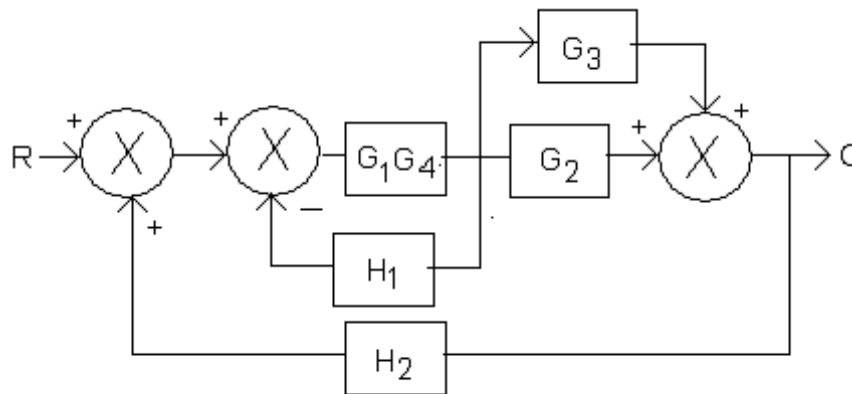 G3
+ + +
R G1G4 G2 C
+ −
H1
H2